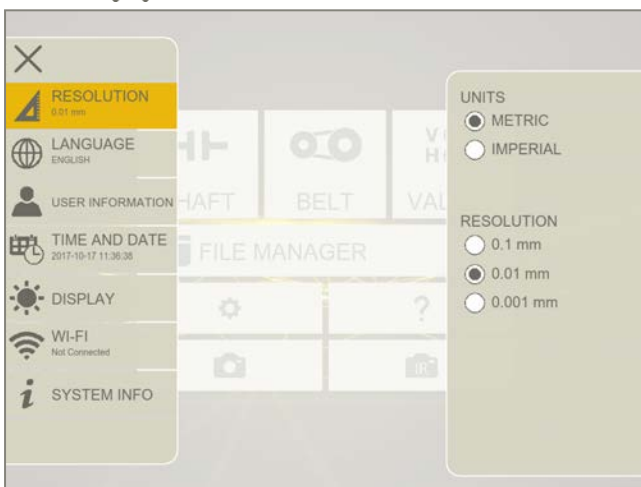 RESOLUTION
0.01 mm
LANGUAGE
ENGLISH
USER INFORMATION
TIME AND DATE
2017-10-17 11:36:38
DISPLAY
WI-FI
Not Connected
SYSTEM INFO
HAFT
BELT
VAL
FILE MANAGER
?
IR
UNITS
METRIC
IMPERIAL
RESOLUTION
0.1 mm
0.01 mm
0.001 mm